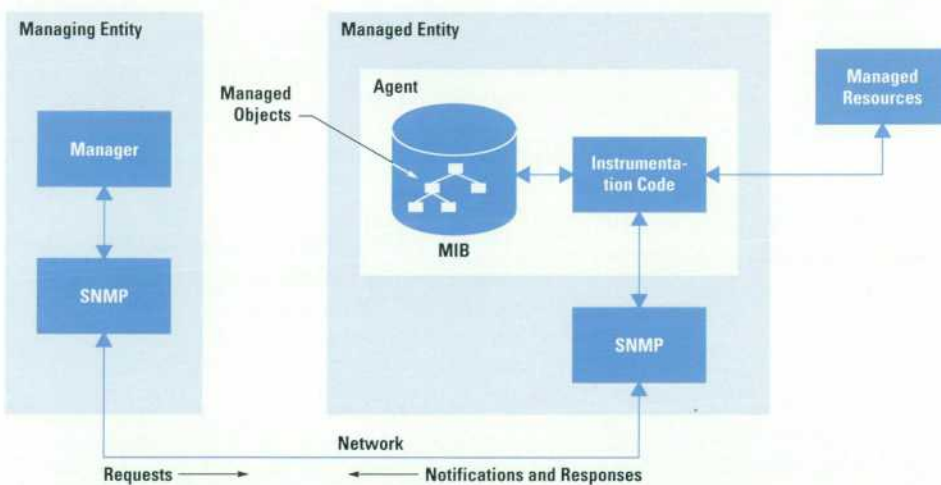 Managing Entity
Manager
SNMP
Managed Entity
Managed
Objects
Agent
MIB
Instrumenta-
tion Code
SNMP
Managed
Resources
Network
Requests
Notifications and Responses